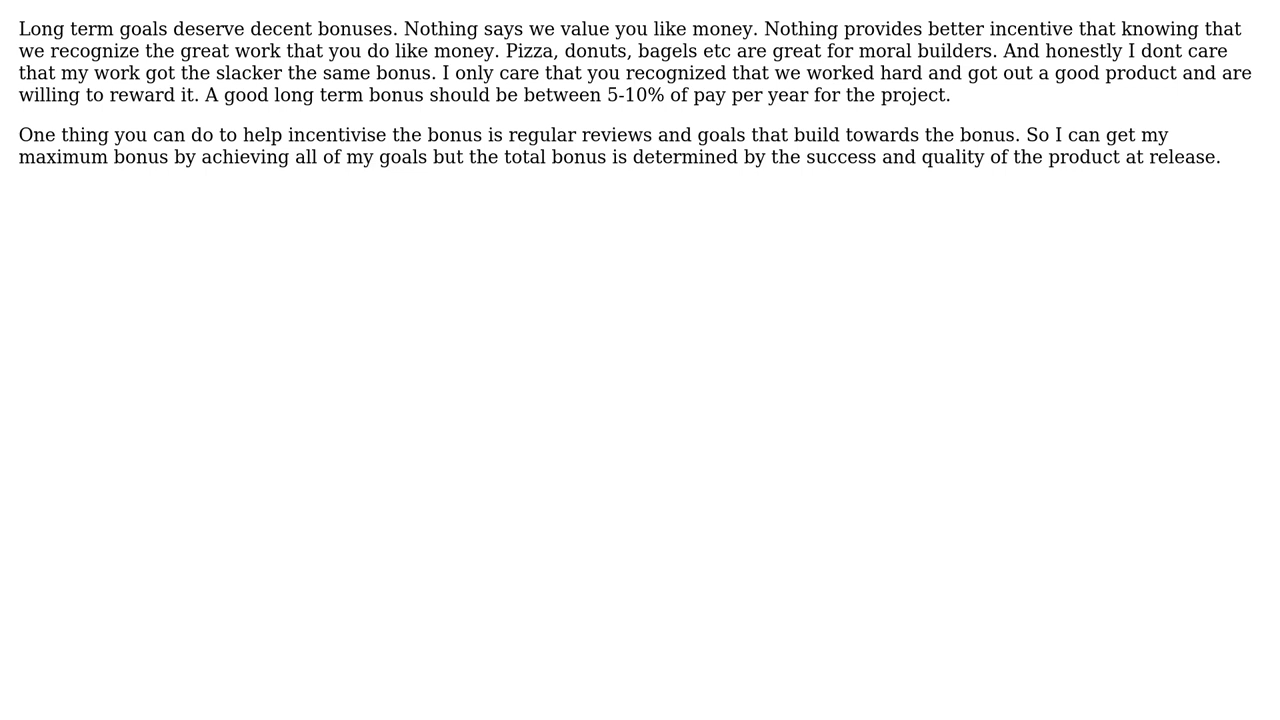 Long term goals deserve decent bonuses. Nothing says we value you like money. Nothing provides better incentive that knowing that
we recognize the great work that you do like money. Pizza, donuts, bagels etc are great for moral builders. And honestly I dont care
that my work got the slacker the same bonus. I only care that you recognized that we worked hard and got out a good product and are
willing to reward it. A good long term bonus should be between 5-10% of pay per year for the project.
One thing you can do to help incentivise the bonus is regular reviews and goals that build towards the bonus. So I can get my
maximum bonus by achieving all of my goals but the total bonus is determined by the success and quality of the product at release.